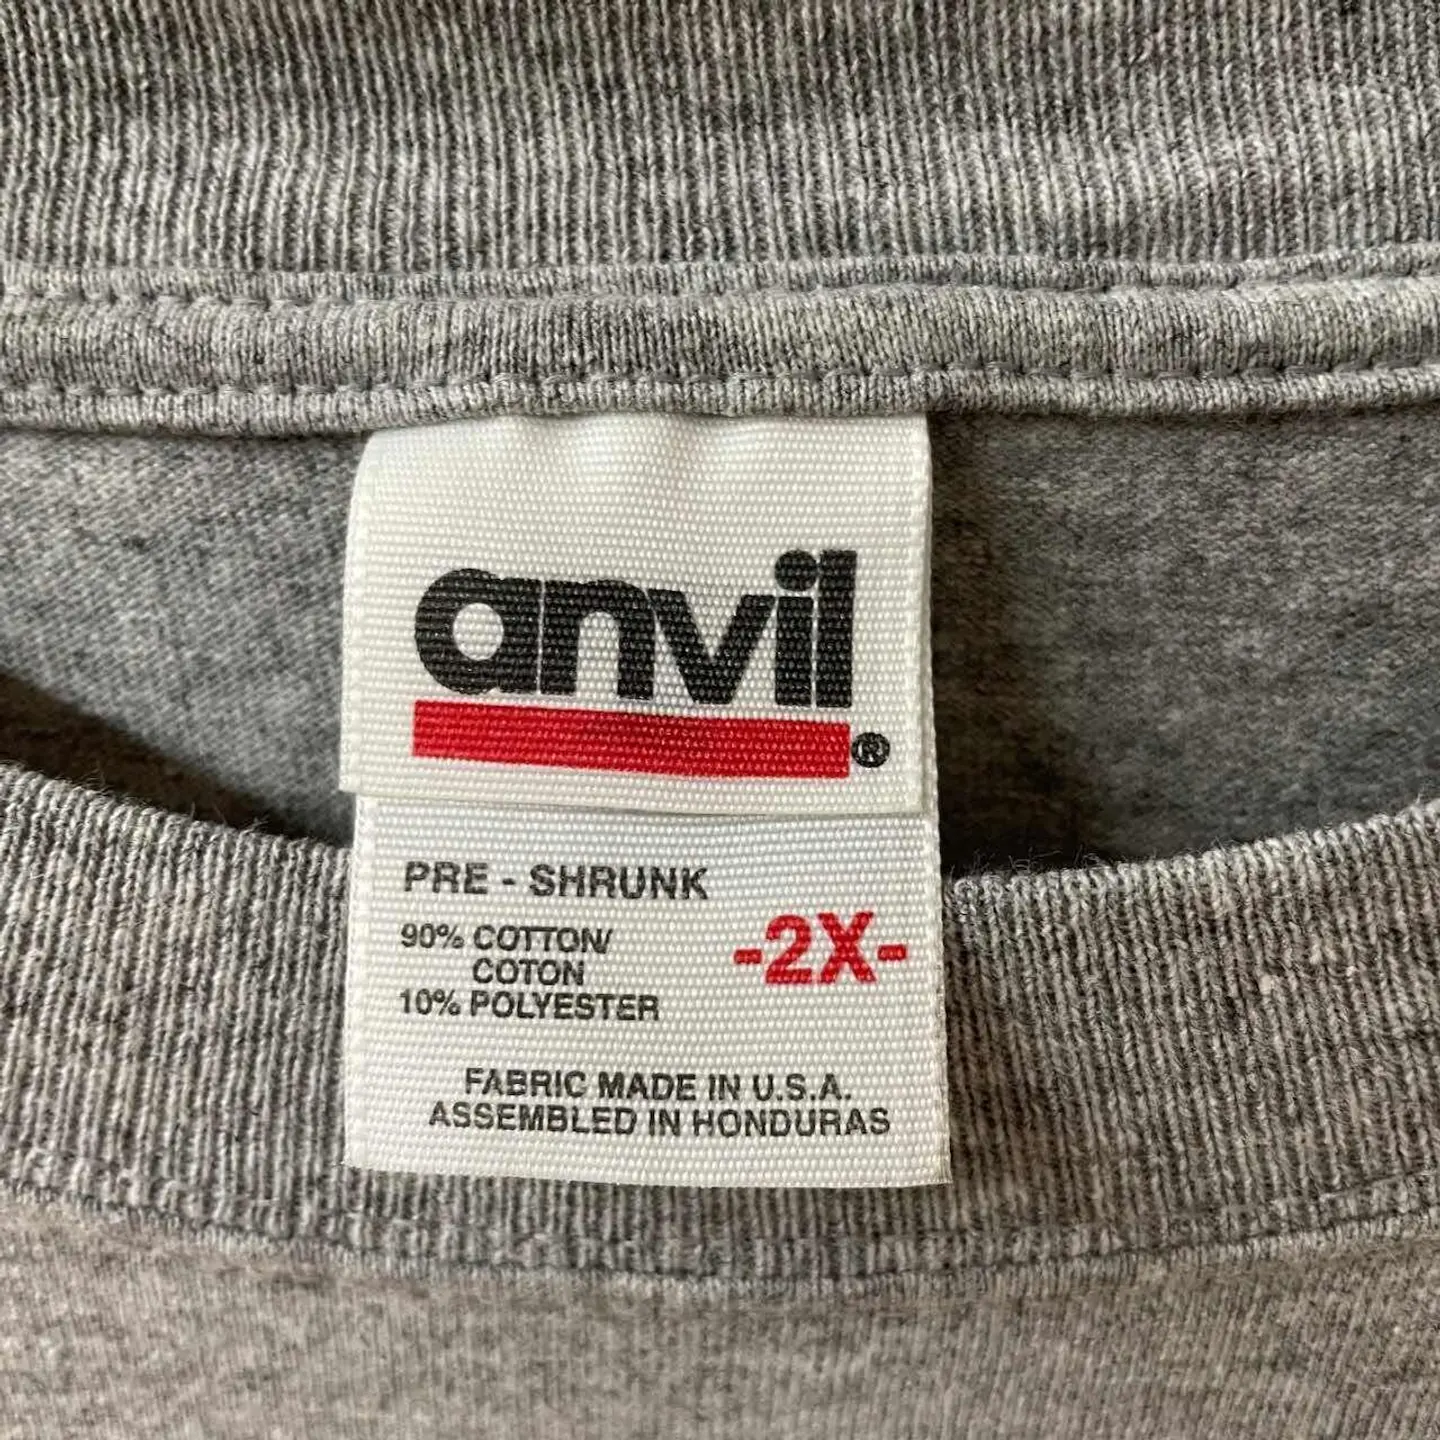 anvil®
PRE - SHRUNK
90% COTTON/
COTON
10% POLYESTER
-2X-
FABRIC MADE IN U.S.A.
ASSEMBLED IN HONDURAS